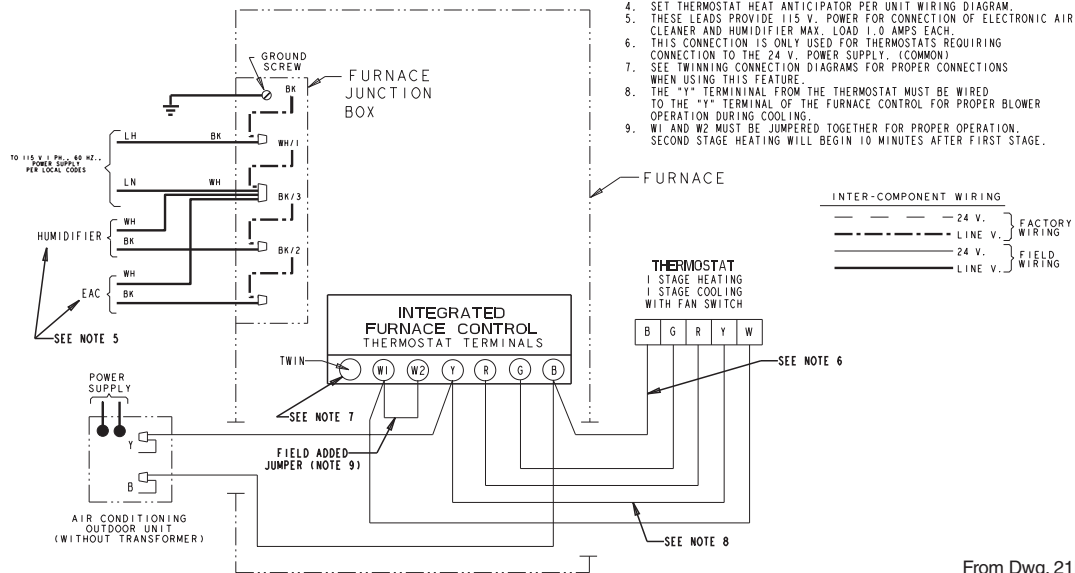 4. SET THERMOSTAT HEAT ANTICIPATOR PER UNIT WIRING DIAGRAM.
5. THESE LEADS PROVIDE 115 V. POWER FOR CONNECTION OF ELECTRONIC AIR
CLEANER AND HUMIDIFIER MAX. LOAD 1.0 AMPS EACH.
6. THIS CONNECTION IS ONLY USED FOR THERMOSTATS REQUIRING
CONNECTION TO THE 24 V. POWER SUPPLY. (COMMON)
7. SEE TWINNING CONNECTION DIAGRAMS FOR PROPER CONNECTIONS
WHEN USING THIS FEATURE.
8. THE "Y" TERMININAL FROM THE THERMOSTAT MUST BE WIRED
TO THE "Y" TERMINAL OF THE FURNACE CONTROL FOR PROPER BLOWER
OPERATION DURING COOLING.
9. W1 AND W2 MUST BE JUMPERED TOGETHER FOR PROPER OPERATION.
SECOND STAGE HEATING WILL BEGIN 10 MINUTES AFTER FIRST STAGE.
GROUND
SCREW
BK
FURNACE
JUNCTION
BOX
LH
BK
WH/1
TO 115 V 1 PH., 60 HZ.,
POWER SUPPLY
PER LOCAL CODES
LN
WH
BK/3
WH
HUMIDIFIER
BK
BK/2
WH
EAC
BK
SEE NOTE 5
FURNACE
INTER-COMPONENT WIRING
24 V.
LINE V.
FACTORY
WIRING
24 V.
LINE V.
FIELD
WIRING
THERMOSTAT
1 STAGE HEATING
1 STAGE COOLING
WITH FAN SWITCH
B G R Y W
INTEGRATED
FURNACE CONTROL
THERMOSTAT TERMINALS
TWIN
W1 W2 Y R G B
SEE NOTE 6
SEE NOTE 7
FIELD ADDED
JUMPER (NOTE 9)
POWER
SUPPLY
Y
B
AIR CONDITIONING
OUTDOOR UNIT
(WITHOUT TRANSFORMER)
SEE NOTE 8
From Dwg. 21